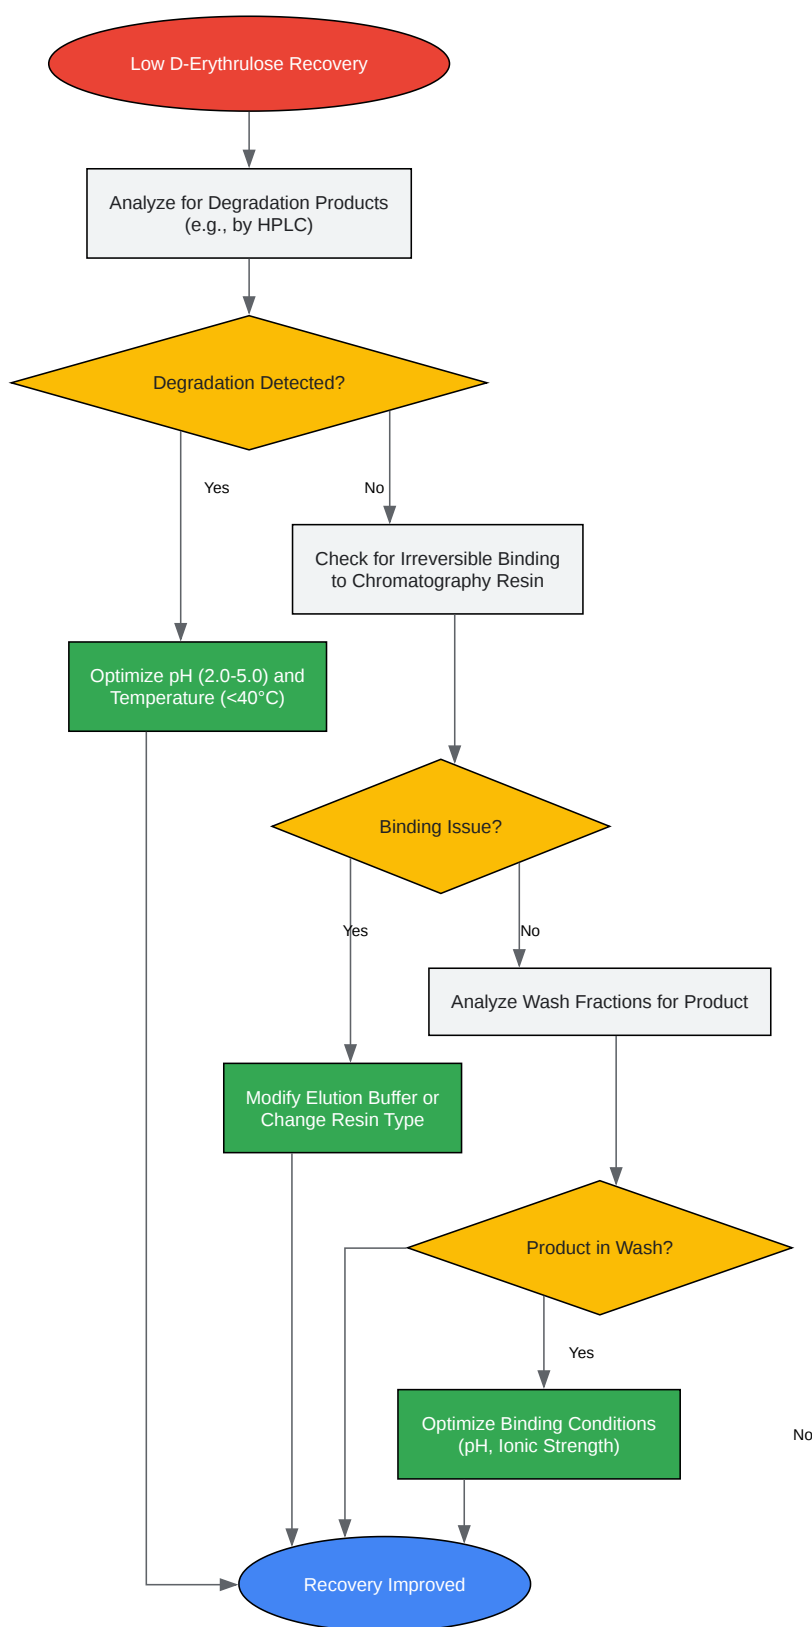 Low D-Erythrulose Recovery
Analyze for Degradation Products
(e.g., by HPLC)
Degradation Detected?
Yes
No
Check for Irreversible Binding
to Chromatography Resin
Optimize pH (2.0-5.0) and
Temperature (<40°C)
Binding Issue?
Yes
No
Analyze Wash Fractions for Product
Modify Elution Buffer or
Change Resin Type
Product in Wash?
Yes
Optimize Binding Conditions
(pH, Ionic Strength)
No
Recovery Improved